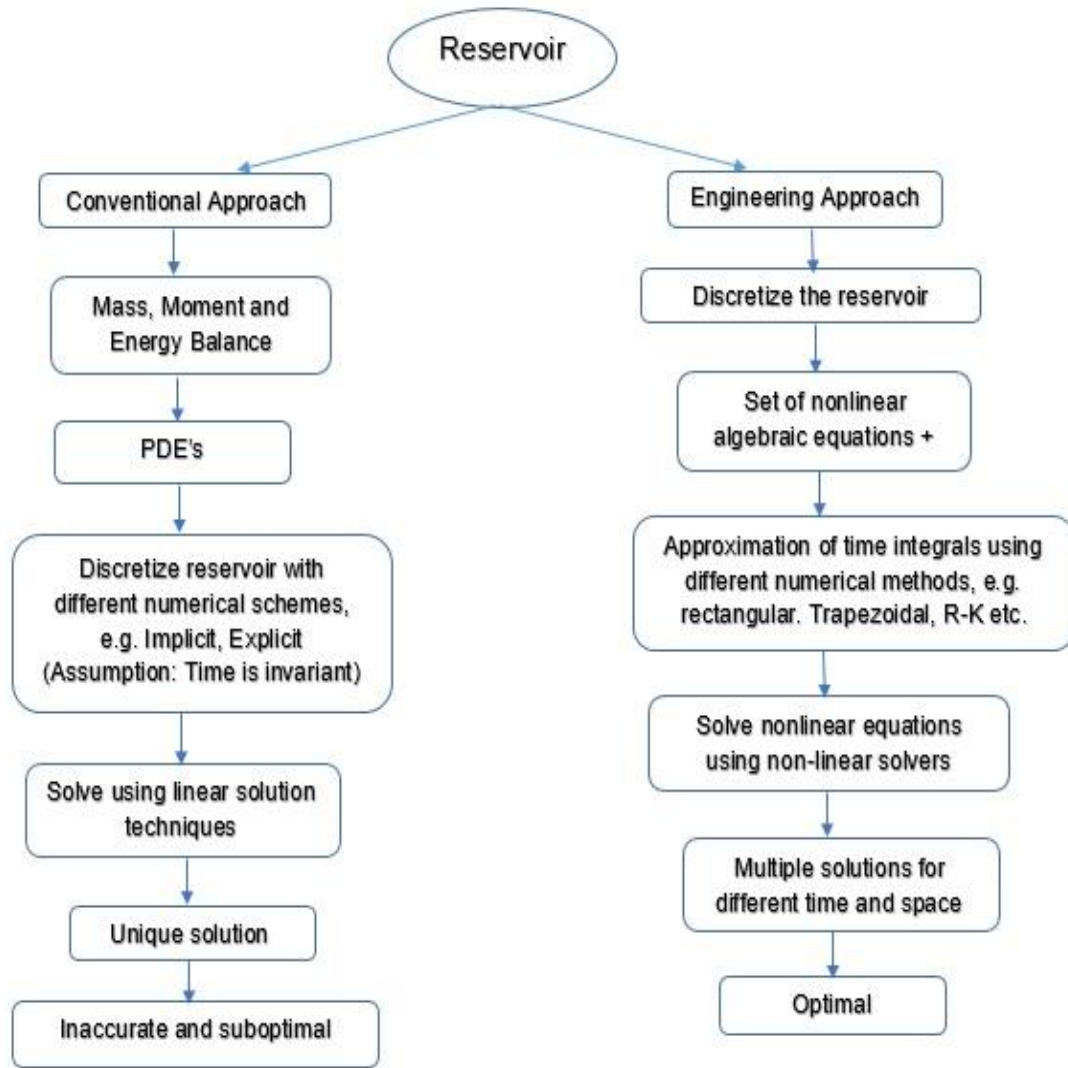 Reservoir
Conventional Approach
Mass, Moment and
Energy Balance
PDE's
Discretize reservoir with
different numerical schemes,
e.g. Implicit, Explicit
(Assumption: Time is invariant)
Solve using linear solution
techniques
Unique solution
Inaccurate and suboptimal
Engineering Approach
Discretize the reservoir
Set of nonlinear
algebraic equations +
Approximation of time integrals using
different numerical methods, e.g.
rectangular. Trapezoidal, R-K etc.
Solve nonlinear equations
using non-linear solvers
Multiple solutions for
different time and space
Optimal